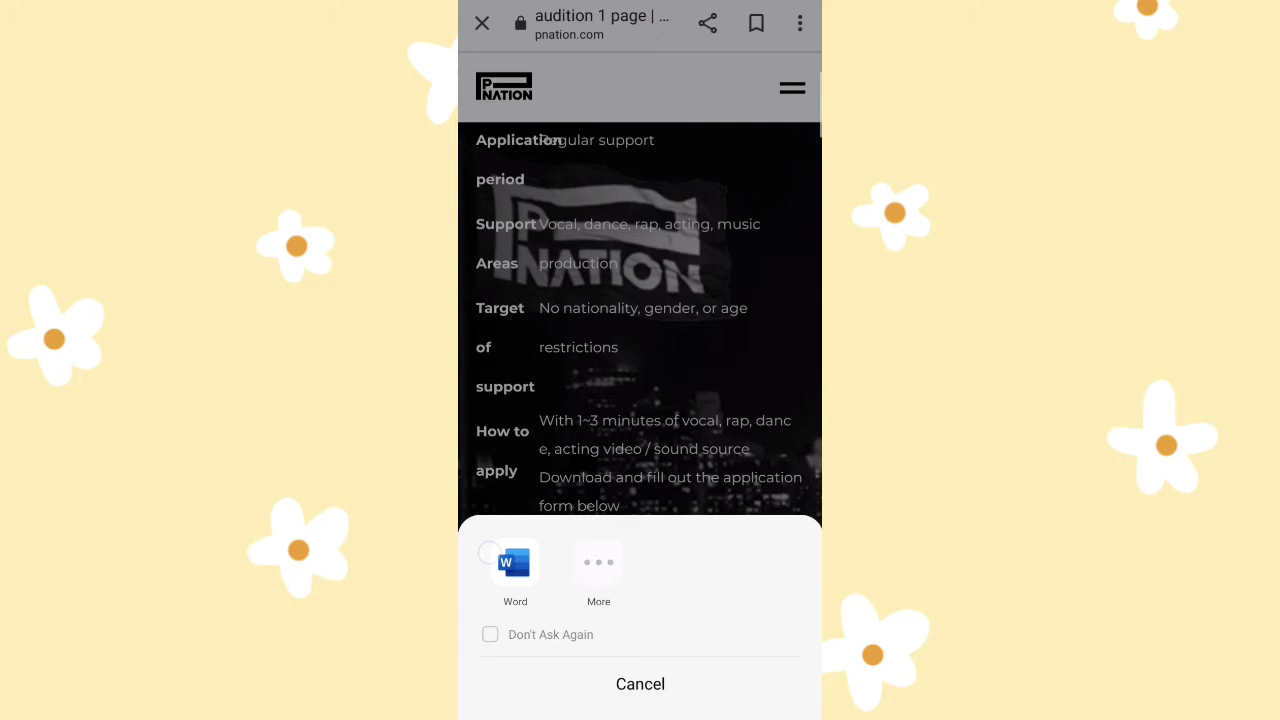 audition 1 page | ...
pnation.com
P NATION
Application Regular support
period
Support Vocal, dance, rap, acting, music
Areas production
Target No nationality, gender, or age
of restrictions
support
How to With 1~3 minutes of vocal, rap, danc
e, acting video / sound source
apply Download and fill out the application
form below
P NATION
W
Word
More
Don't Ask Again
Cancel